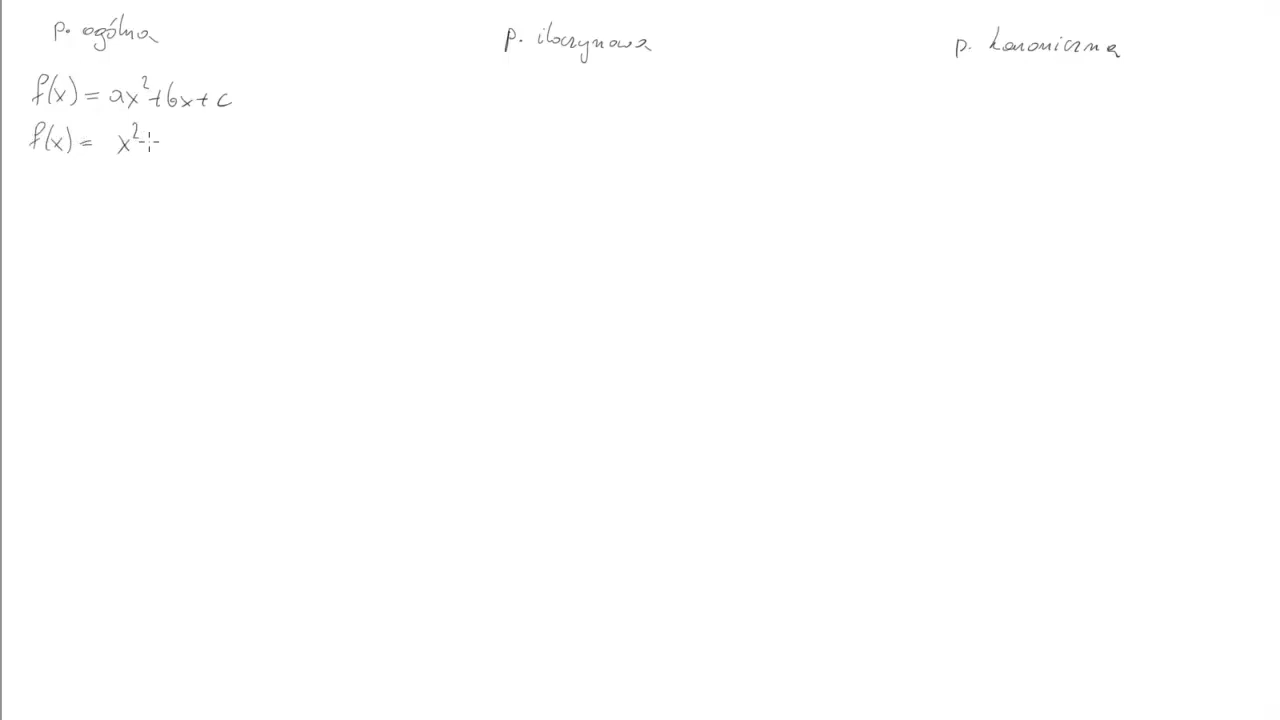 p. ogólna
p. iloczynowa
p. kanoniczna
f(x) = ax²+bx+c
f(x) = x²+